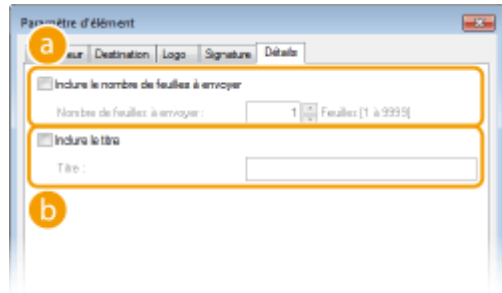 Paramètre d'élément
a
eur Destination Logo Signature Détails
Inclure le nombre de feuilles à envoyer
Nombre de feuilles à envoyer : 1 Feuilles [1 à 9999]
Inclure le titre
Titre :
b